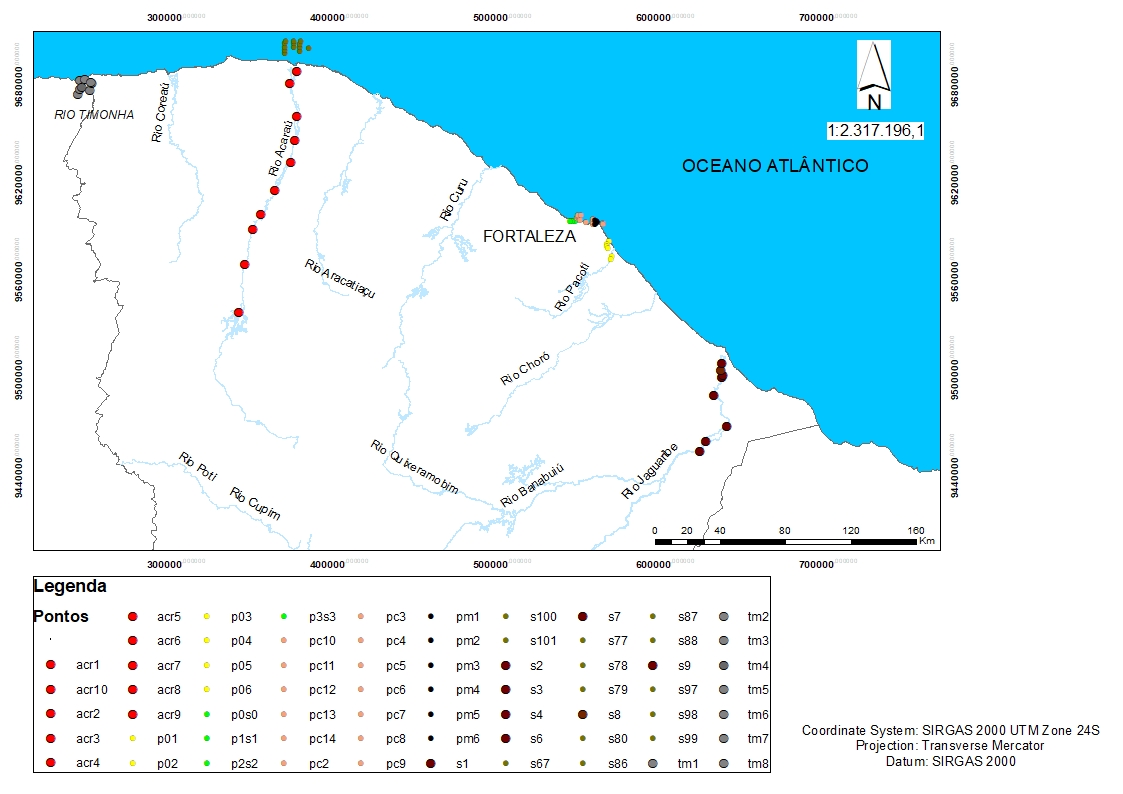 300000 400000 500000 600000 700000
9680000 9680000
RIO TIMONHA
Rio Coreaú
Rio Acaraú
N
1:2.317.196,1
OCEANO ATLÂNTICO
9620000 9620000
Rio Curu
FORTALEZA
Rio Aracatiaçu
Rio Pacoti
9560000 9560000
Rio Choró
9500000 9500000
Rio Quixeramobim
Rio Banabuiú
Rio Jaguaribe
Rio Poti
Rio Cupim
9440000 9440000
0 20 40 80 120 160
Km
300000 400000 500000 600000 700000
Legenda
Pontos acr5 p03 p3s3 pc3 pm1 s100 s7 s87 tm2
acr6 p04 pc10 pc4 pm2 s101 s77 s88 tm3
acr1 acr7 p05 pc11 pc5 pm3 s2 s78 s9 tm4
acr10 acr8 p06 pc12 pc6 pm4 s3 s79 s97 tm5
acr2 acr9 p0s0 pc13 pc7 pm5 s4 s8 s98 tm6
acr3 p01 p1s1 pc14 pc8 pm6 s6 s80 s99 tm7
acr4 p02 p2s2 pc2 pc9 s1 s67 s86 tm1 tm8
Coordinate System: SIRGAS 2000 UTM Zone 24S
Projection: Transverse Mercator
Datum: SIRGAS 2000